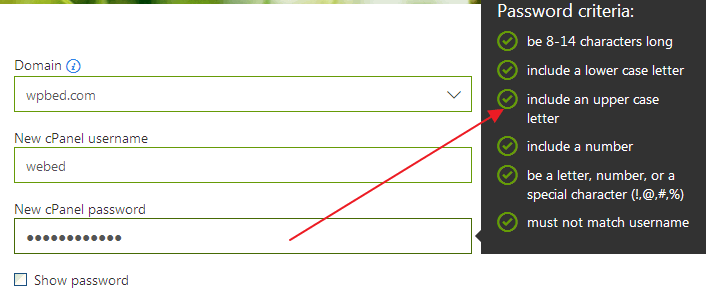 Password criteria:
be 8-14 characters long
include a lower case letter
include an upper case
letter
include a number
be a letter, number, or a
special character (!,@,#,%)
must not match username
Domain
wpbed.com
New cPanel username
webed
New cPanel password
••••••••••••
Show password